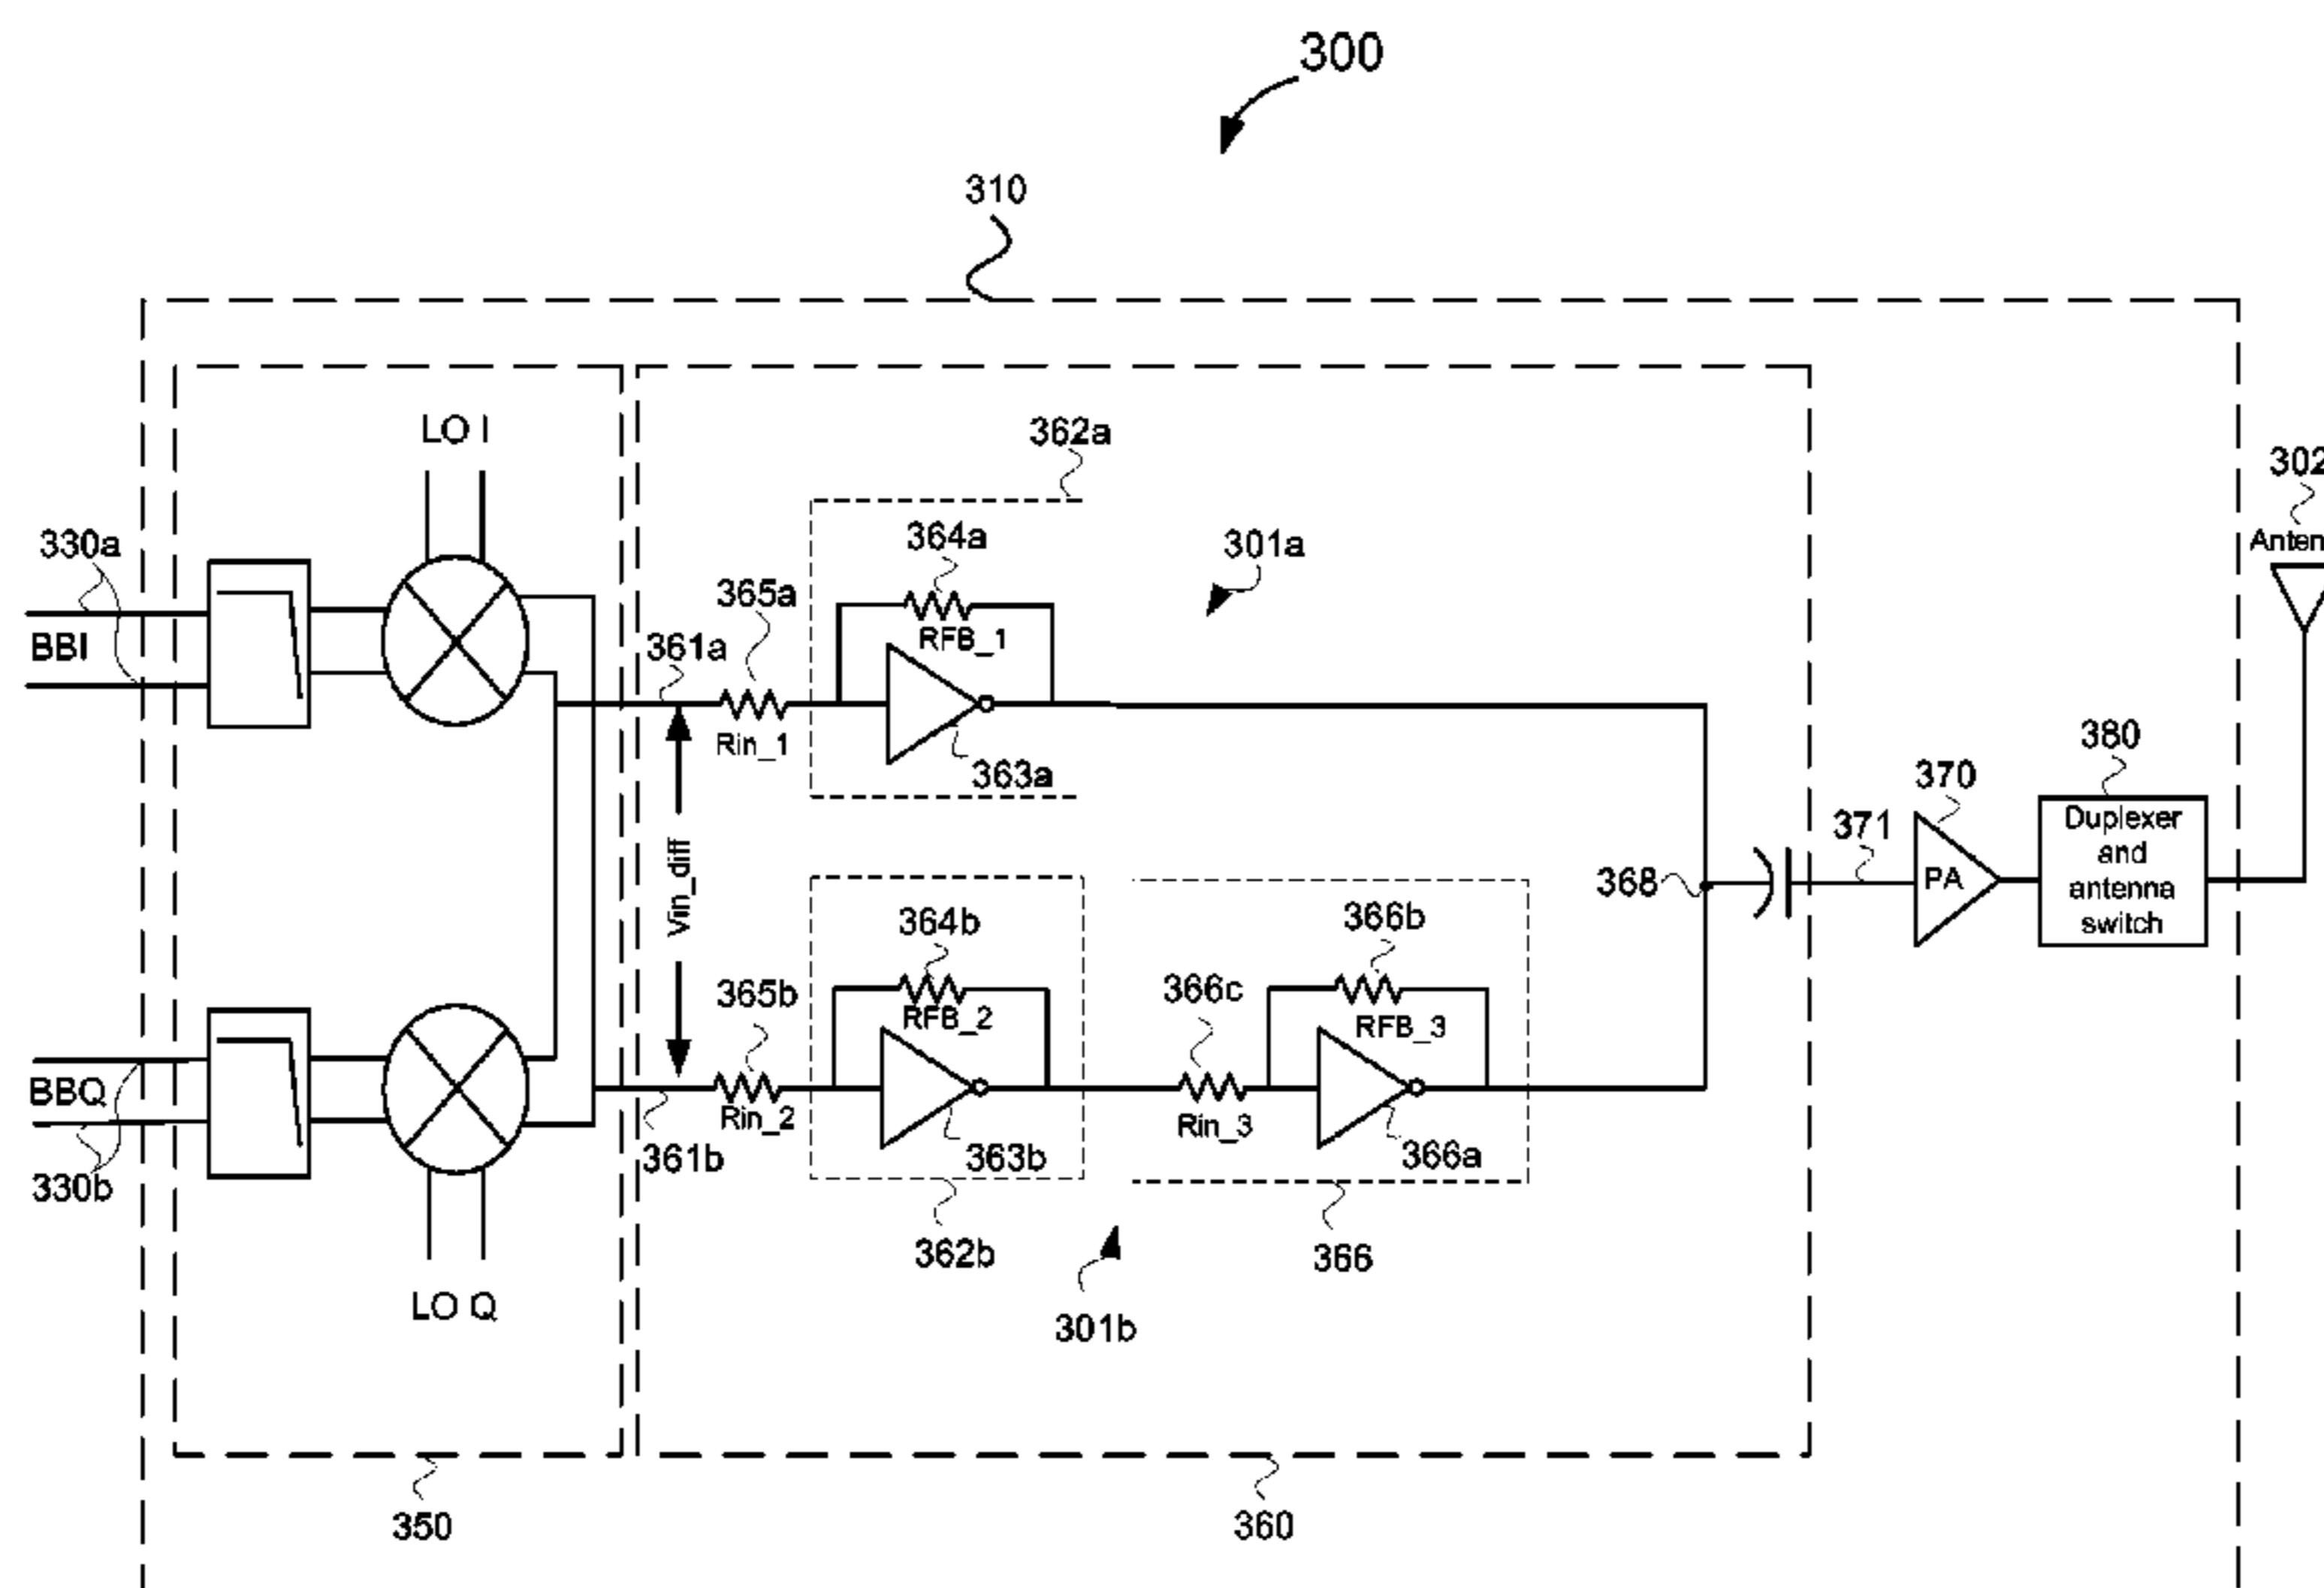 300
310
LO I
362a
302
330a
364a
301a
Anten
365a
BBI
361a
RFB_1
Rin_1
363a
380
370
371
Duplexer
and
antenna
switch
PA
368
Vin_diff
364b
366b
365b
366c
RFB_2
RFB_3
BBQ
Rin_2
Rin_3
330b
361b
363b
366a
362b
366
LO Q
301b
350
360